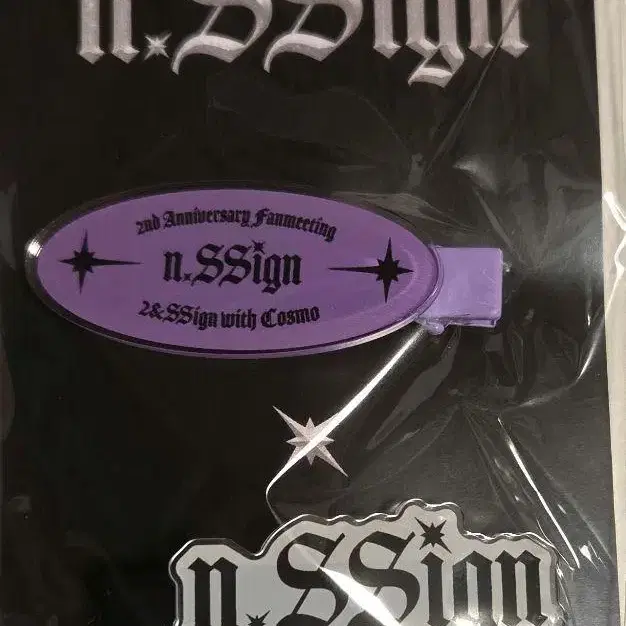 n.SSign
2nd Anniversary Fanmeeting
n.SSign
2&SSign with Cosmo
n.SSign